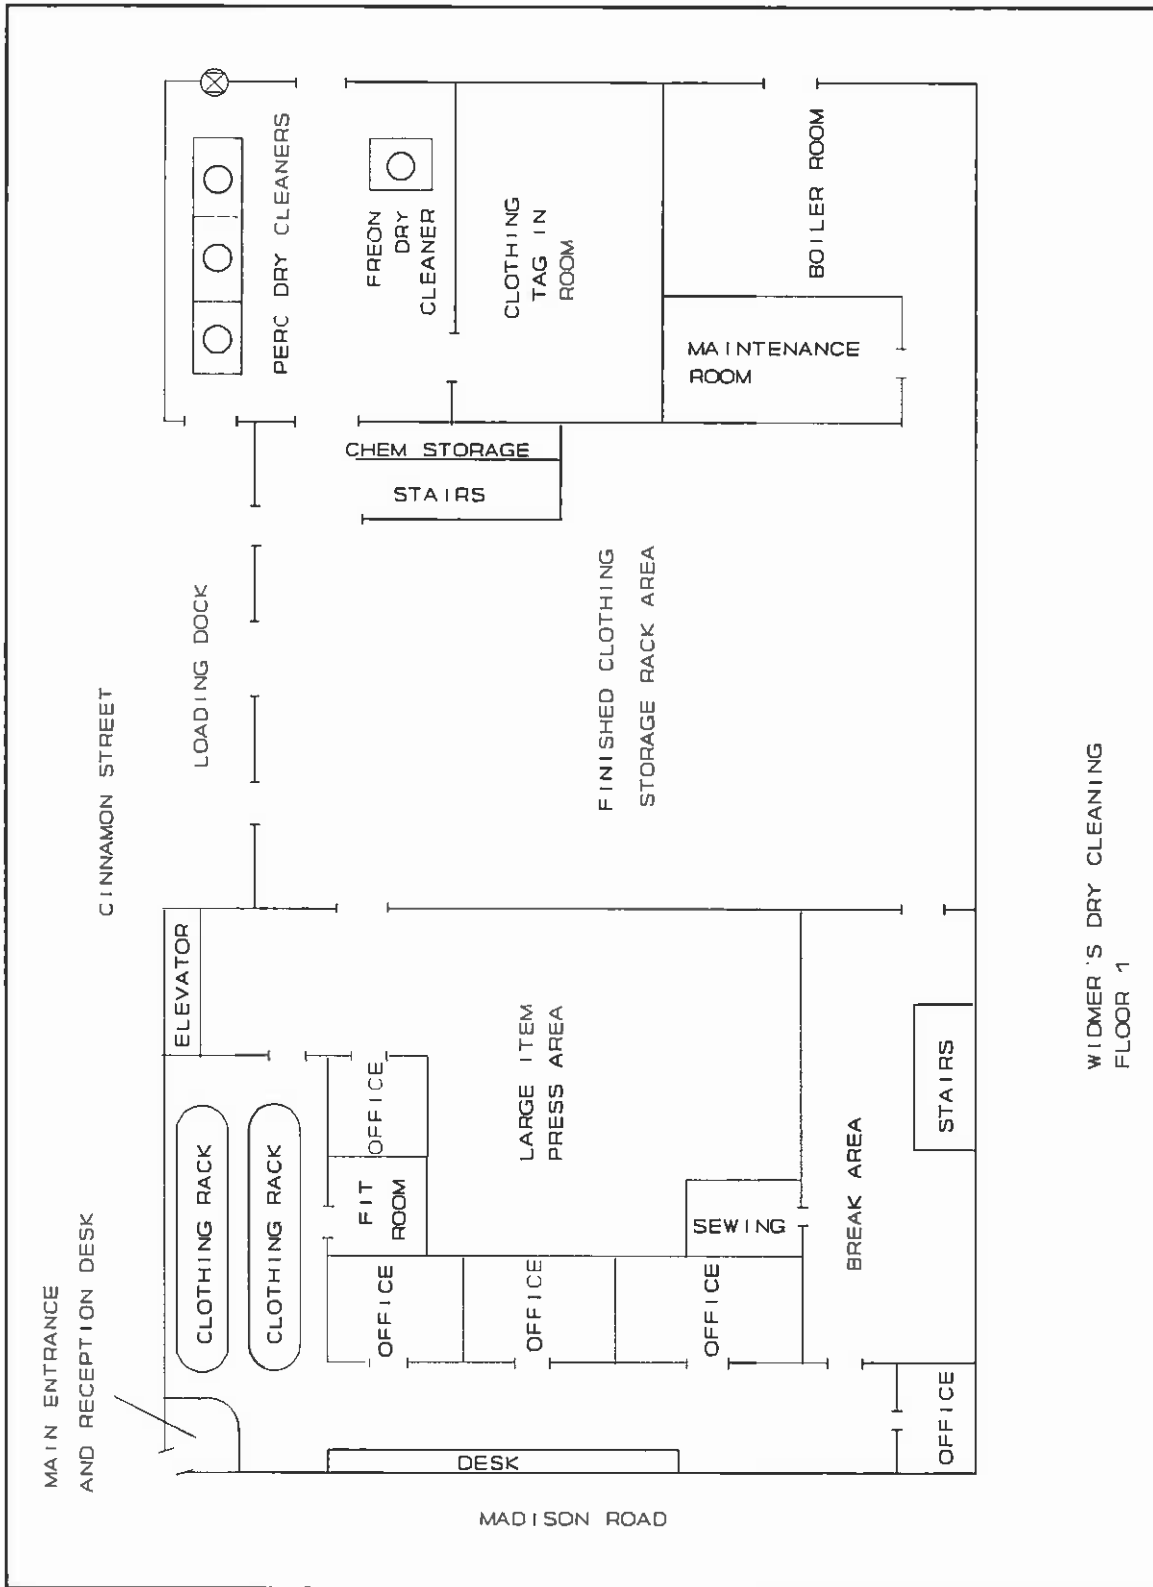 CINNAMON STREET
LOADING DOCK
MAIN ENTRANCE
AND RECEPTION DESK
CLOTHING RACK
CLOTHING RACK
ELEVATOR
PERC DRY CLEANERS
FREON
DRY
CLEANER
CLOTHING
TAG IN
ROOM
MAINTENANCE
ROOM
BOILER ROOM
CHEM STORAGE
STAIRS
FINISHED CLOTHING
STORAGE RACK AREA
OFFICE
FIT
ROOM
LARGE ITEM
PRESS AREA
SEWING
OFFICE
OFFICE
OFFICE
BREAK AREA
STAIRS
OFFICE
DESK
MADISON ROAD
WIDMER'S DRY CLEANING
FLOOR 1